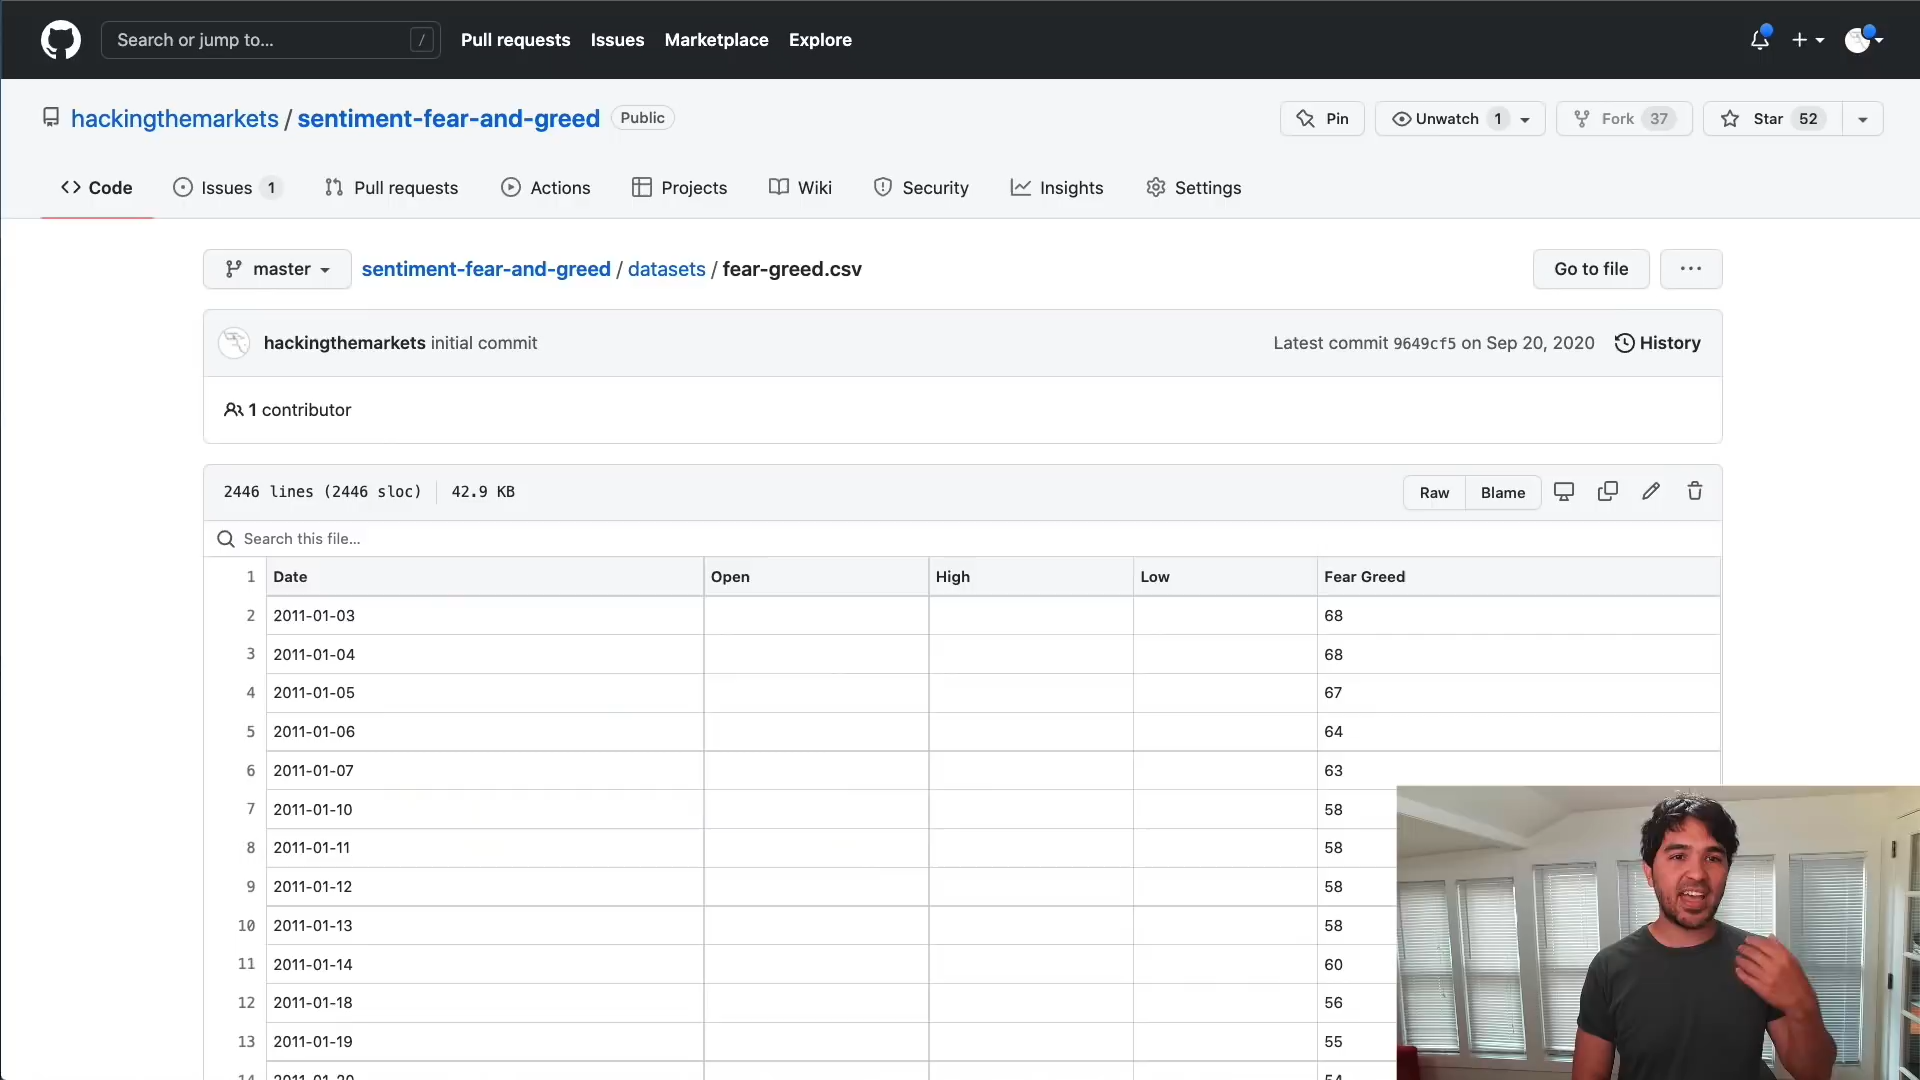 Search or jump to... /
Pull requests Issues Marketplace Explore
hackingthemarkets / sentiment-fear-and-greed Public
Pin Unwatch 1 Fork 37 Star 52
Code Issues 1 Pull requests Actions Projects Wiki Security Insights Settings
master sentiment-fear-and-greed / datasets / fear-greed.csv Go to file ...
hackingthemarkets initial commit Latest commit 9649cf5 on Sep 20, 2020 History
1 contributor
2446 lines (2446 sloc) 42.9 KB Raw Blame
Search this file...
1 Date Open High Low Fear Greed
2 2011-01-03 68
3 2011-01-04 68
4 2011-01-05 67
5 2011-01-06 64
6 2011-01-07 63
7 2011-01-10 58
8 2011-01-11 58
9 2011-01-12 58
10 2011-01-13 58
11 2011-01-14 60
12 2011-01-18 56
13 2011-01-19 55
14 2011-01-20 54